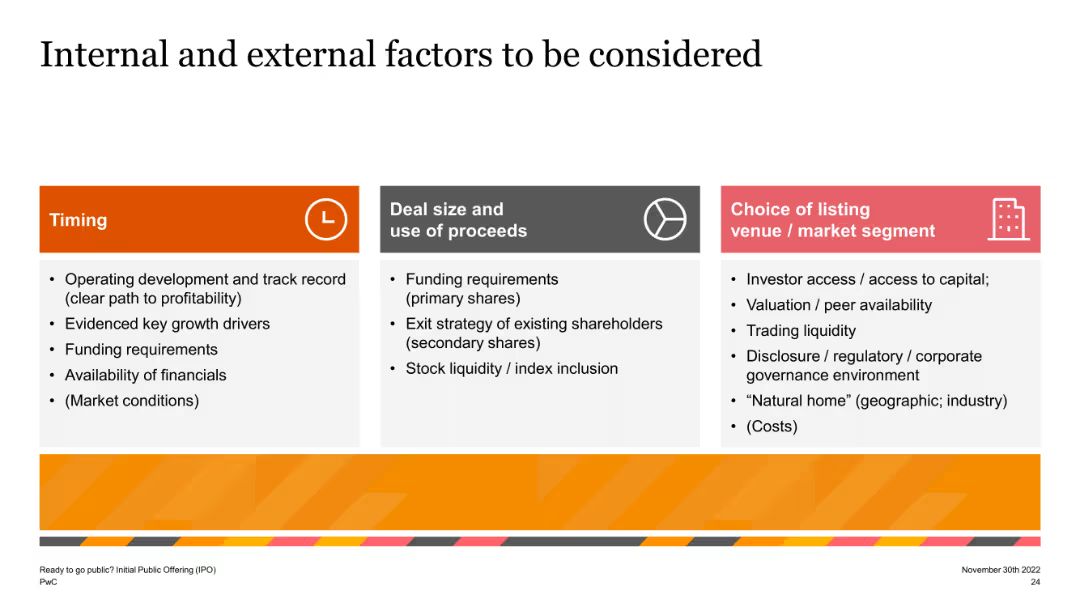 Internal and external factors to be considered
Timing
• Operating development and track record
(clear path to profitability)
• Evidenced key growth drivers
• Funding requirements
• Availability of financials
• (Market conditions)
Deal size and
use of proceeds
• Funding requirements
(primary shares)
• Exit strategy of existing shareholders
(secondary shares)
• Stock liquidity / index inclusion
Choice of listing
venue / market segment
• Investor access / access to capital;
• Valuation / peer availability
• Trading liquidity
• Disclosure / regulatory / corporate
governance environment
• “Natural home” (geographic; industry)
• (Costs)
Ready to go public? Initial Public Offering (IPO)
PwC
November 30th 2022
24